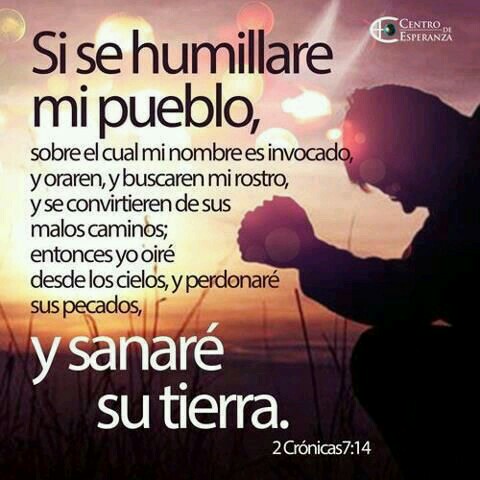 CENTRO DE
ESPERANZA
Si se humillare
mi pueblo,
sobre el cual mi nombre es invocado,
y oraren, y buscaren mi rostro,
y se convirtieren de sus
malos caminos;
entonces yo oiré
desde los cielos, y perdonaré
sus pecados,
y sanaré
su tierra.
2 Crónicas7:14